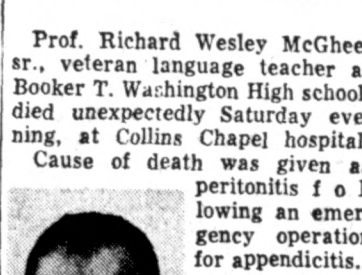 Prof. Richard Wesley McGhee
sr., veteran language teacher a
Booker T. Washington High school
died unexpectedly Saturday eve
ning, at Collins Chapel hospital
Cause of death was given a
peritonitis f o l
lowing an emer
gency operation
for appendicitis.